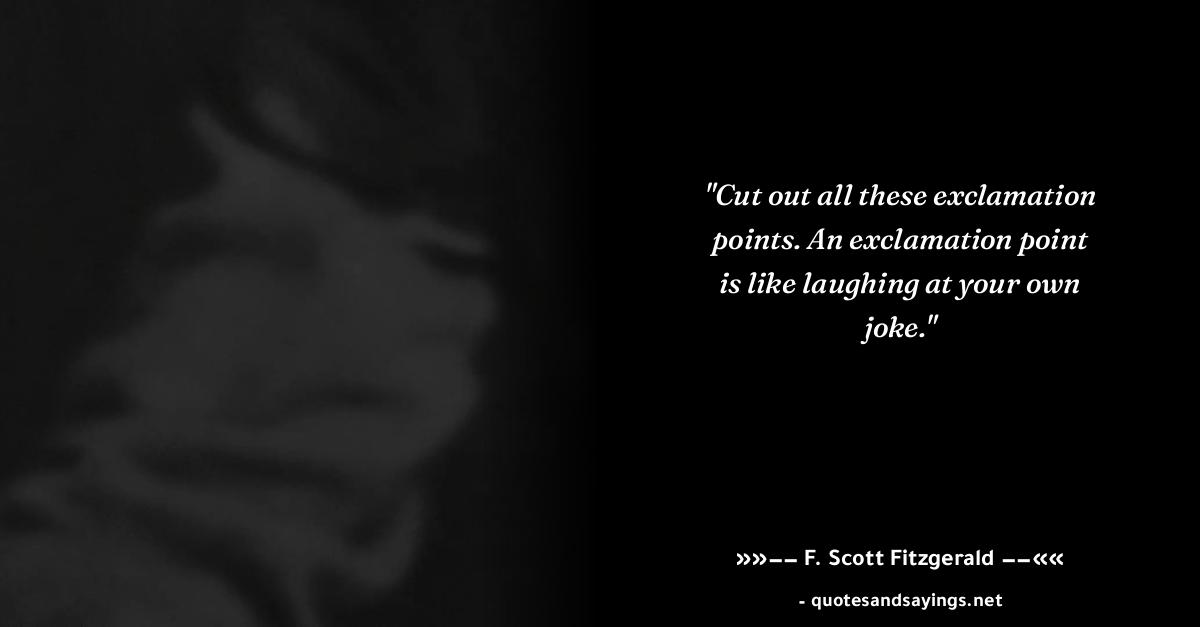 "Cut out all these exclamation
points. An exclamation point
is like laughing at your own
joke."
»»−− F. Scott Fitzgerald −−««
- quotesandsayings.net